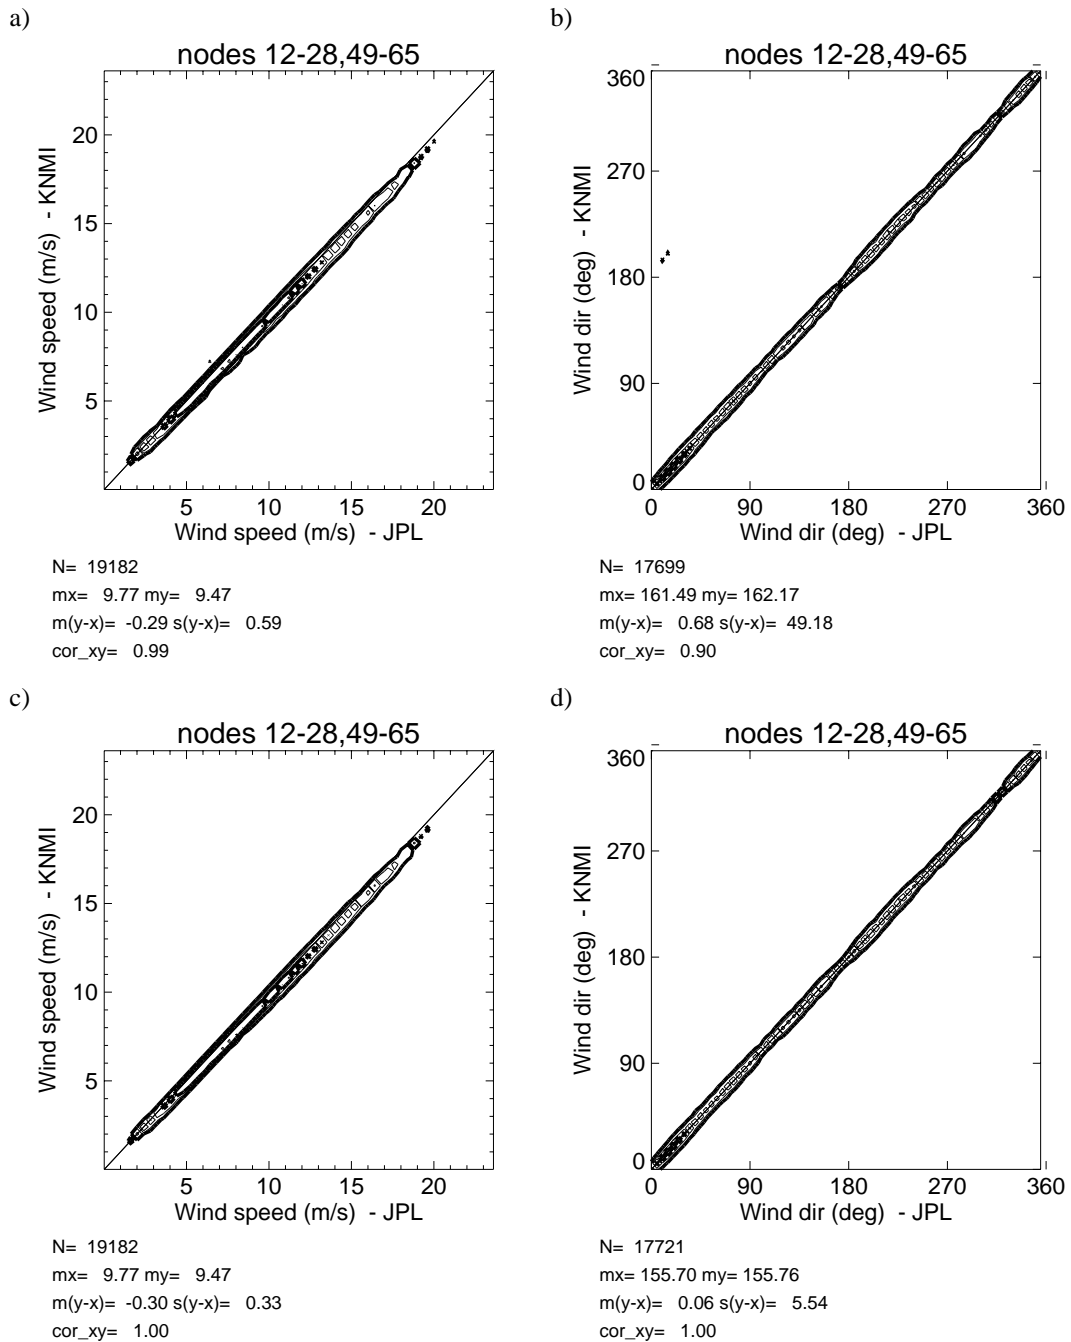 a)
nodes 12-28,49-65
20
15
10
5
5 10 15 20
Wind speed (m/s) - KNMI
Wind speed (m/s) - JPL
N= 19182
mx= 9.77 my= 9.47
m(y-x)= -0.29 s(y-x)= 0.59
cor_xy= 0.99
b)
nodes 12-28,49-65
360
270
180
90
0
0 90 180 270 360
Wind dir (deg) - KNMI
Wind dir (deg) - JPL
N= 17699
mx= 161.49 my= 162.17
m(y-x)= 0.68 s(y-x)= 49.18
cor_xy= 0.90
c)
nodes 12-28,49-65
20
15
10
5
5 10 15 20
Wind speed (m/s) - KNMI
Wind speed (m/s) - JPL
N= 19182
mx= 9.77 my= 9.47
m(y-x)= -0.30 s(y-x)= 0.33
cor_xy= 1.00
d)
nodes 12-28,49-65
360
270
180
90
0
0 90 180 270 360
Wind dir (deg) - KNMI
Wind dir (deg) - JPL
N= 17721
mx= 155.70 my= 155.76
m(y-x)= 0.06 s(y-x)= 5.54
cor_xy= 1.00